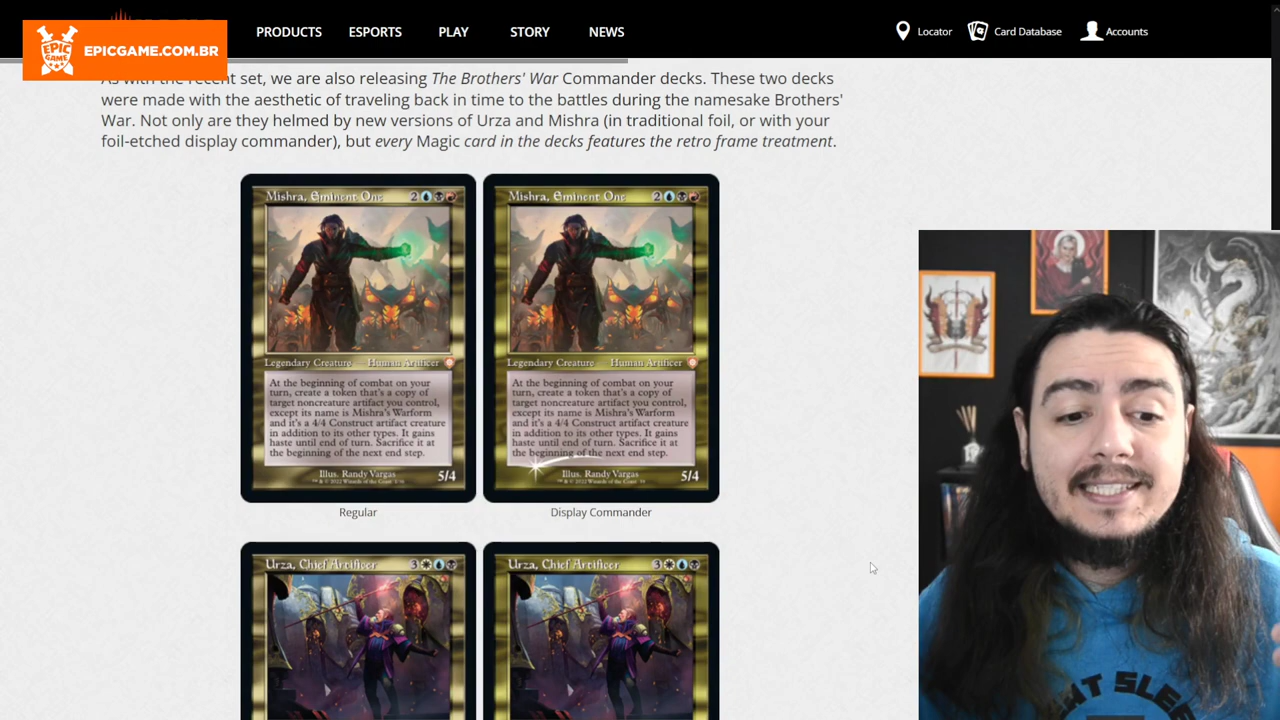 EPIC
GAME
EPICGAME.COM.BR
PRODUCTS
ESPORTS
PLAY
STORY
NEWS
Locator
Card Database
Accounts
As with the recent set, we are also releasing The Brothers' War Commander decks. These two decks
were made with the aesthetic of traveling back in time to the battles during the namesake Brothers'
War. Not only are they helmed by new versions of Urza and Mishra (in traditional foil, or with your
foil-etched display commander), but every Magic card in the decks features the retro frame treatment.
Mishra, Eminent One 2
Legendary Creature — Human Artificer
At the beginning of combat on your
turn, create a token that's a copy of
target noncreature artifact you control,
except its name is Mishra's Warform
and it's a 4/4 Construct artifact creature
in addition to its other types. It gains
haste until end of turn. Sacrifice it at
the beginning of the next end step.
Illus. Randy Vargas
5/4
Regular
Mishra, Eminent One 2
Legendary Creature — Human Artificer
At the beginning of combat on your
turn, create a token that's a copy of
target noncreature artifact you control,
except its name is Mishra's Warform
and it's a 4/4 Construct artifact creature
in addition to its other types. It gains
haste until end of turn. Sacrifice it at
the beginning of the next end step.
Illus. Randy Vargas
5/4
Display Commander
Urza, Chief Artificer 3
Urza, Chief Artificer 3